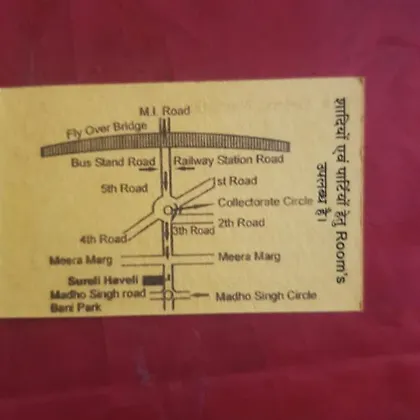 M.I. Road
Fly Over Bridge
Bus Stand Road
Railway Station Road
5th Road
1st Road
Collectorate Circle
2th Road
4th Road
3th Road
Meera Marg
Meera Marg
Sureli Haveli
Madho Singh road
Madho Singh Circle
Bani Park
शादियों एवं पार्टियों हेतु Room's
उपलब्ध है।